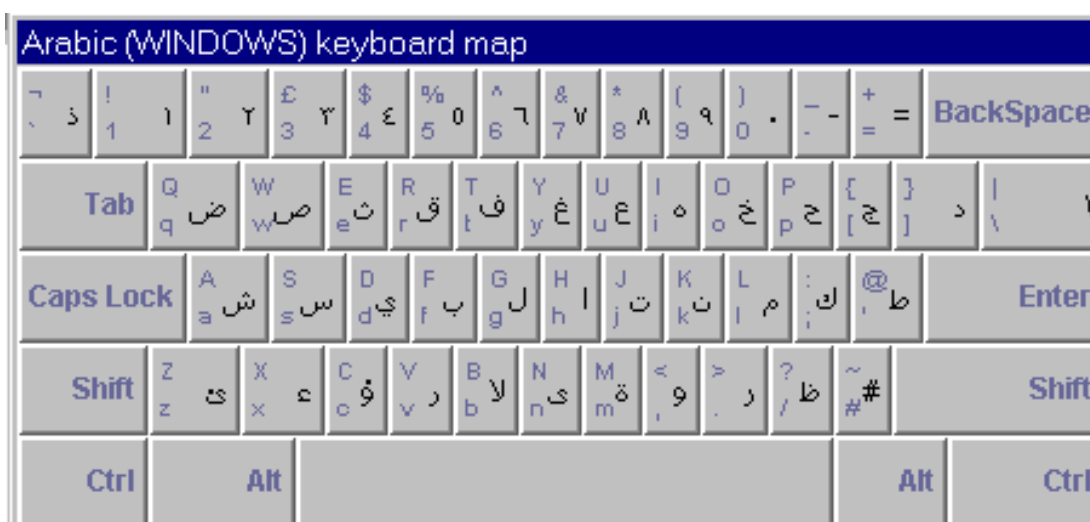 Arabic (WINDOWS) keyboard map
¬ ` ذ ! 1 ١ " 2 ٢ £ 3 ٣ $ 4 ٤ % 5 ٥ ^ 6 ٦ & 7 ٧ * 8 ٨ ( 9 ٩ ) 0 ٠ _ - - + = = BackSpace
Tab Q q ض W w ص E e ث R r ق T t ف Y y غ U u ع I i ه O o خ P p ح { [ ج } ] د | \
Caps Lock A a ش S s س D d ي F f ب G g ل H h ا J j ت K k ن L l م : ; ك @ ' ط Enter
Shift Z z ئ X x ء C c ؤ V v ر B b لا N n ى M m ة < , و > . ر ? / ظ ~ # # Shift
Ctrl Alt Alt Ctrl